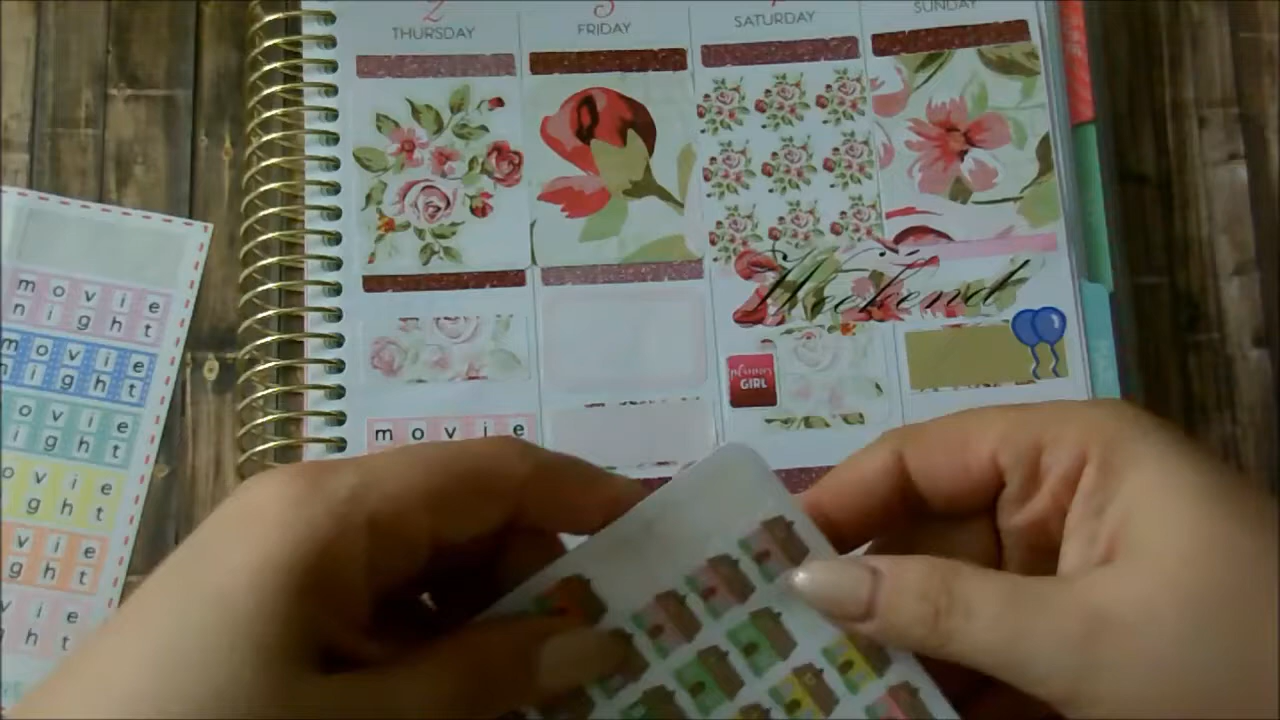 2
THURSDAY
FRIDAY
SATURDAY
SUNDAY
Weekend
planner
GIRL
movie
movie
night
movie
night
ovie
ight
ovie
ght
vie
ght
vie
ht